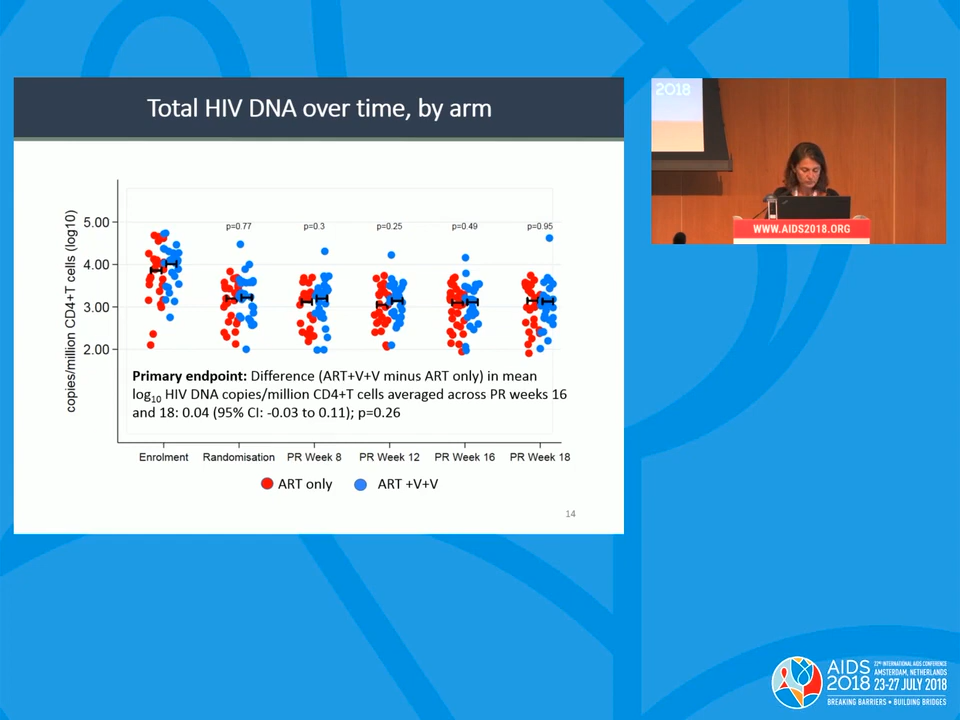 Total HIV DNA over time, by arm
copies/million CD4+T cells (log10)
5.00
4.00
3.00
2.00
p=0.77
p=0.3
p=0.25
p=0.49
p=0.95
Primary endpoint: Difference (ART+V+V minus ART only) in mean
log10 HIV DNA copies/million CD4+T cells averaged across PR weeks 16
and 18: 0.04 (95% CI: -0.03 to 0.11); p=0.26
Enrolment
Randomisation
PR Week 8
PR Week 12
PR Week 16
PR Week 18
ART only
ART +V+V
14
2018
WWW.AIDS2018.ORG
AIDS
2018
22ND INTERNATIONAL AIDS CONFERENCE
AMSTERDAM, NETHERLANDS
23-27 JULY 2018
BREAKING BARRIERS • BUILDING BRIDGES